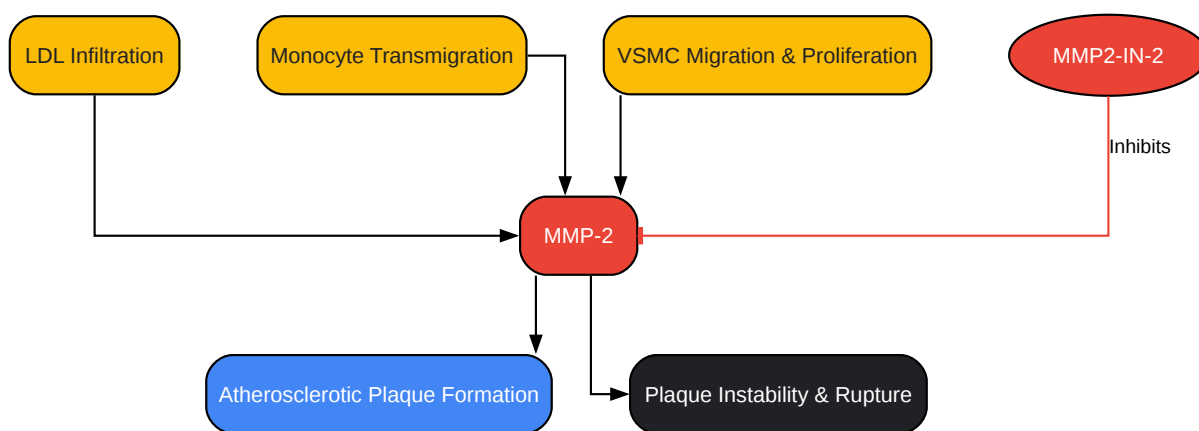 LDL Infiltration
Monocyte Transmigration
VSMC Migration & Proliferation
MMP2-IN-2
Inhibits
MMP-2
Atherosclerotic Plaque Formation
Plaque Instability & Rupture